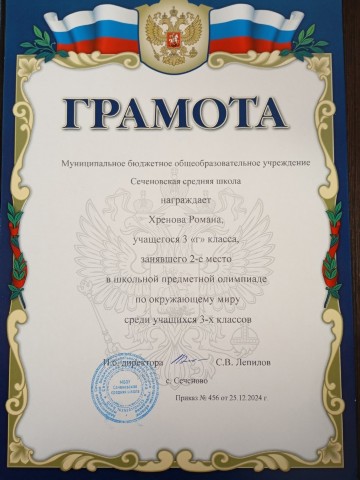 ГРАМОТА
Муниципальное бюджетное общеобразовательное учреждение
Сеченовская средняя школа
награждает
Хренова Романа,
учащегося 3 «г» класса,
занявшего 2-е место
в школьной предметной олимпиаде
по окружающему миру
среди учащихся 3-х классов
И.о. директора С.В. Лепилов
с. Сеченово
Приказ № 456 от 25.12.2024 г.